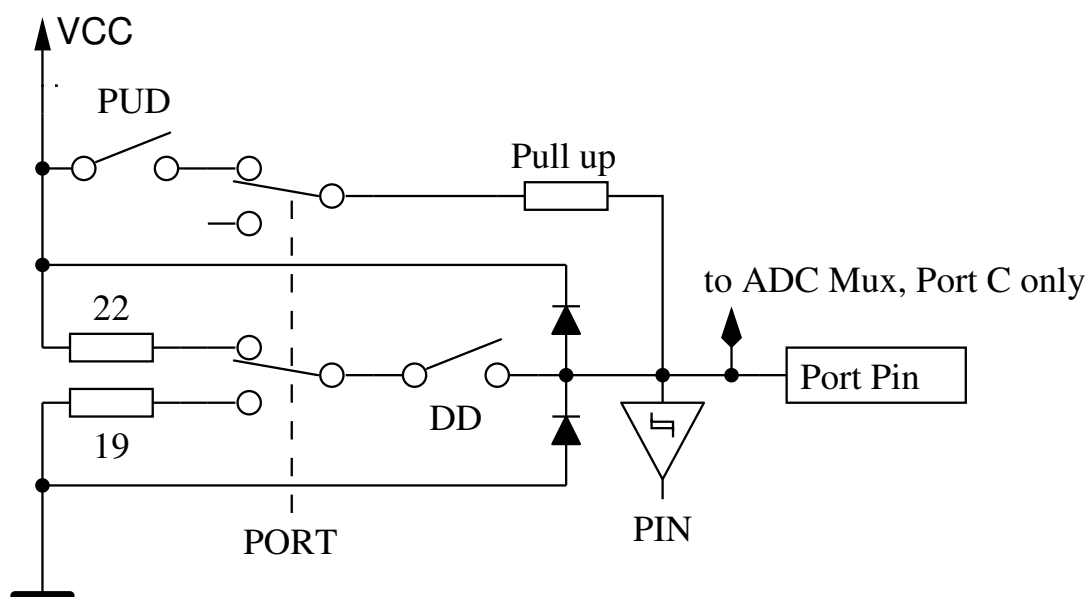 VCC
PUD
Pull up
to ADC Mux, Port C only
22
Port Pin
DD
19
PIN
PORT